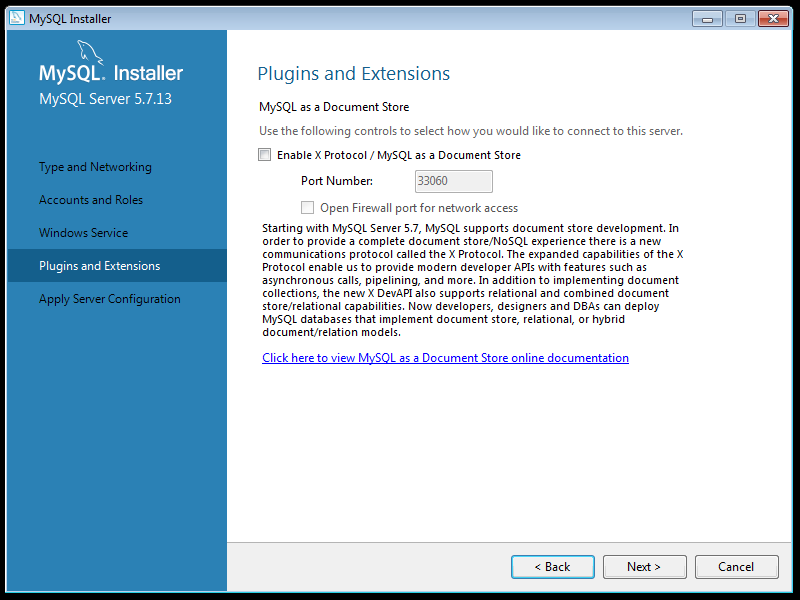 MySQL Installer
MySQL. Installer
MySQL Server 5.7.13
Type and Networking
Accounts and Roles
Windows Service
Plugins and Extensions
Apply Server Configuration
Plugins and Extensions
MySQL as a Document Store
Use the following controls to select how you would like to connect to this server.
Enable X Protocol / MySQL as a Document Store
Port Number: 33060
Open Firewall port for network access
Starting with MySQL Server 5.7, MySQL supports document store development. In
order to provide a complete document store/NoSQL experience there is a new
communications protocol called the X Protocol. The expanded capabilities of the X
Protocol enable us to provide modern developer APIs with features such as
asynchronous calls, pipelining, and more. In addition to implementing document
collections, the new X DevAPI also supports relational and combined document
store/relational capabilities. Now developers, designers and DBAs can deploy
MySQL databases that implement document store, relational, or hybrid
document/relation models.
Click here to view MySQL as a Document Store online documentation
< Back Next > Cancel